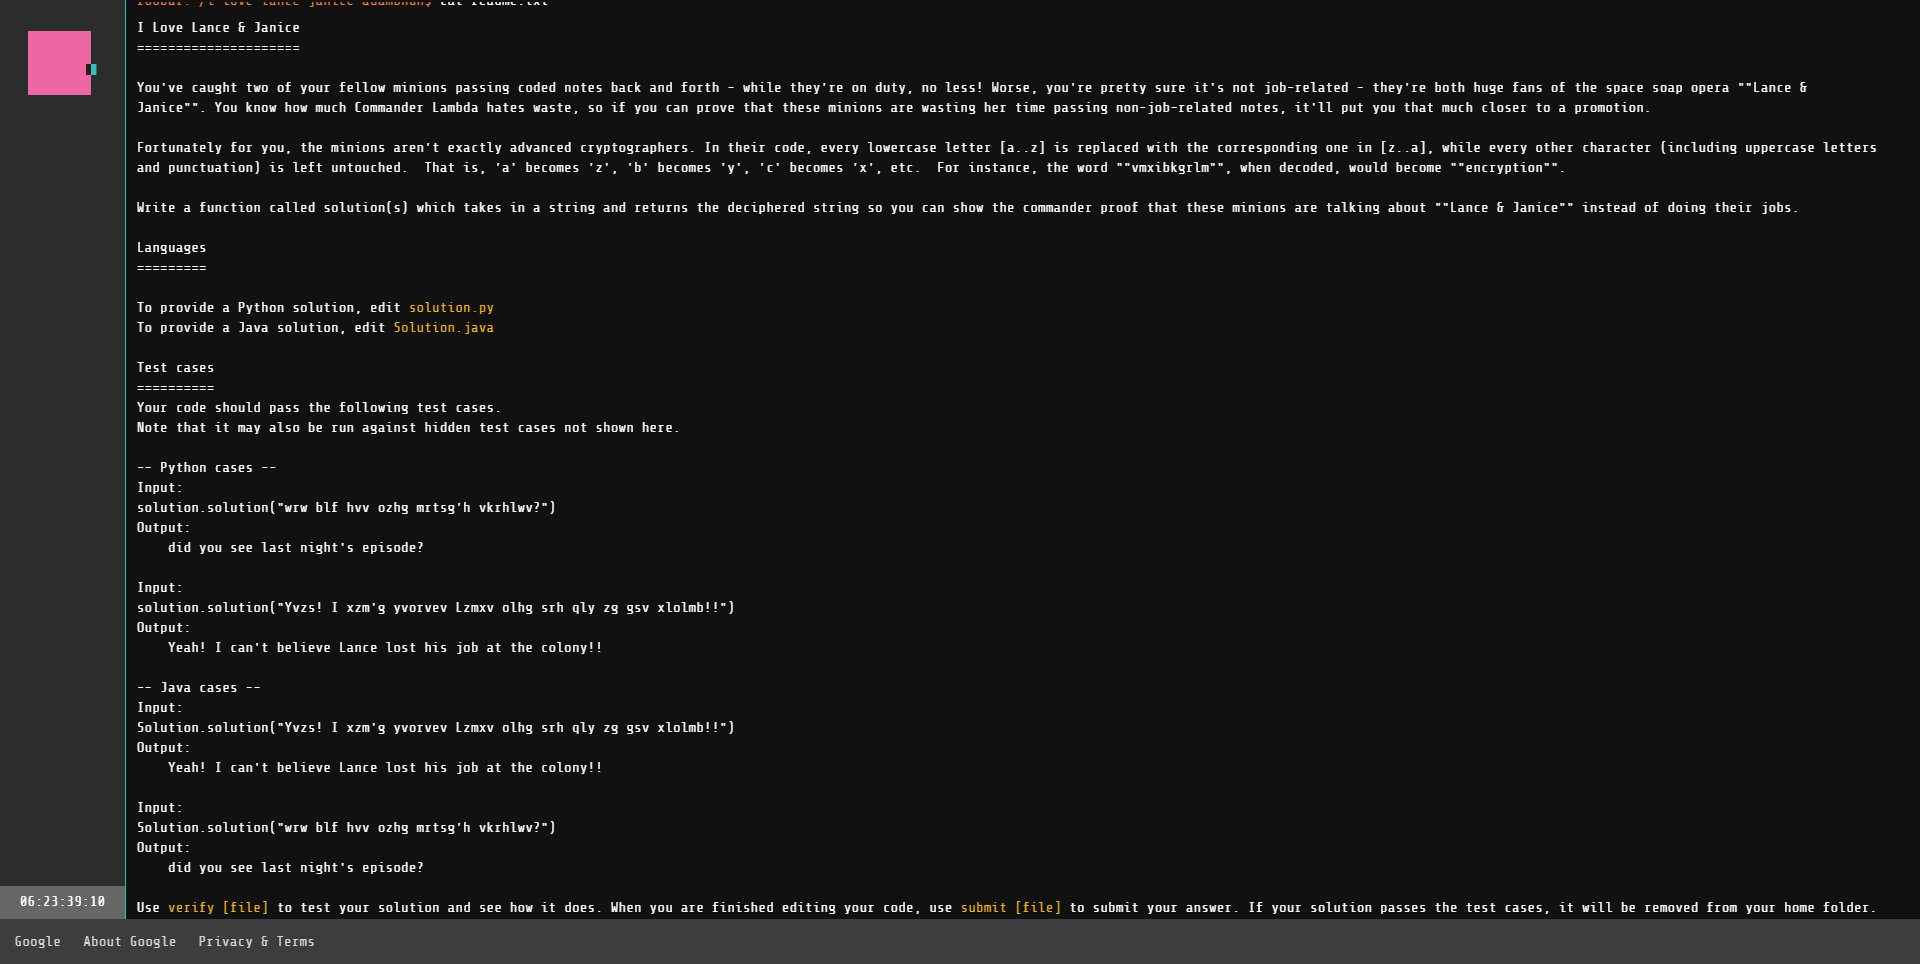 I Love Lance & Janice
=====================
You've caught two of your fellow minions passing coded notes back and forth - while they're on duty, no less! Worse, you're pretty sure it's not job-related - they're both huge fans of the space soap opera ""Lance &
Janice"". You know how much Commander Lambda hates waste, so if you can prove that these minions are wasting her time passing non-job-related notes, it'll put you that much closer to a promotion.
Fortunately for you, the minions aren't exactly advanced cryptographers. In their code, every lowercase letter [a..z] is replaced with the corresponding one in [z..a], while every other character (including uppercase letters
and punctuation) is left untouched.  That is, 'a' becomes 'z', 'b' becomes 'y', 'c' becomes 'x', etc.  For instance, the word ""vmxibkgrlm"", when decoded, would become ""encryption"".
Write a function called solution(s) which takes in a string and returns the deciphered string so you can show the commander proof that these minions are talking about ""Lance & Janice"" instead of doing their jobs.
Languages
=========
To provide a Python solution, edit solution.py
To provide a Java solution, edit Solution.java
Test cases
==========
Your code should pass the following test cases.
Note that it may also be run against hidden test cases not shown here.
-- Python cases --
Input:
solution.solution("wrw blf hvv ozhg mrtsg'h vkrhlwv?")
Output:
    did you see last night's episode?
Input:
solution.solution("Yvzs! I xzm'g yvorvev Lzmxv olhg srh qly zg gsv xlolmb!!")
Output:
    Yeah! I can't believe Lance lost his job at the colony!!
-- Java cases --
Input:
Solution.solution("Yvzs! I xzm'g yvorvev Lzmxv olhg srh qly zg gsv xlolmb!!")
Output:
    Yeah! I can't believe Lance lost his job at the colony!!
Input:
Solution.solution("wrw blf hvv ozhg mrtsg'h vkrhlwv?")
Output:
    did you see last night's episode?
Use verify [file] to test your solution and see how it does. When you are finished editing your code, use submit [file] to submit your answer. If your solution passes the test cases, it will be removed from your home folder.
06:23:39:10
Google About Google Privacy & Terms